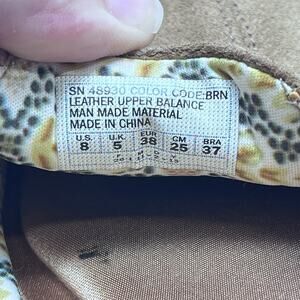 SN 48930 COLOR CODE:BRN
LEATHER UPPER BALANCE
MAN MADE MATERIAL
MADE IN CHINA
U.S U.K EUR CM BRA
8 5 38 25 37